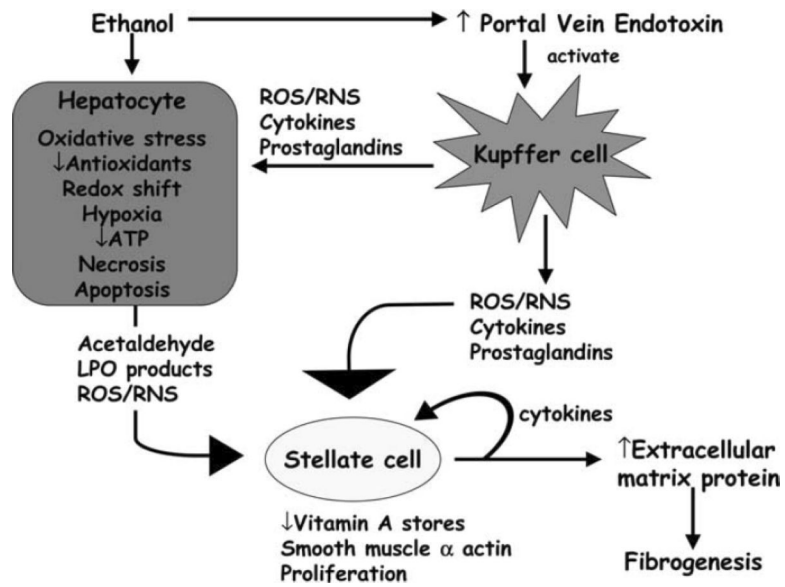 Ethanol
↑ Portal Vein Endotoxin
activate
Hepatocyte
Oxidative stress
↓Antioxidants
Redox shift
Hypoxia
↓ATP
Necrosis
Apoptosis
ROS/RNS
Cytokines
Prostaglandins
Kupffer cell
ROS/RNS
Cytokines
Prostaglandins
Acetaldehyde
LPO products
ROS/RNS
Stellate cell
cytokines
↑Extracellular
matrix protein
↓Vitamin A stores
Smooth muscle α actin
Proliferation
Fibrogenesis